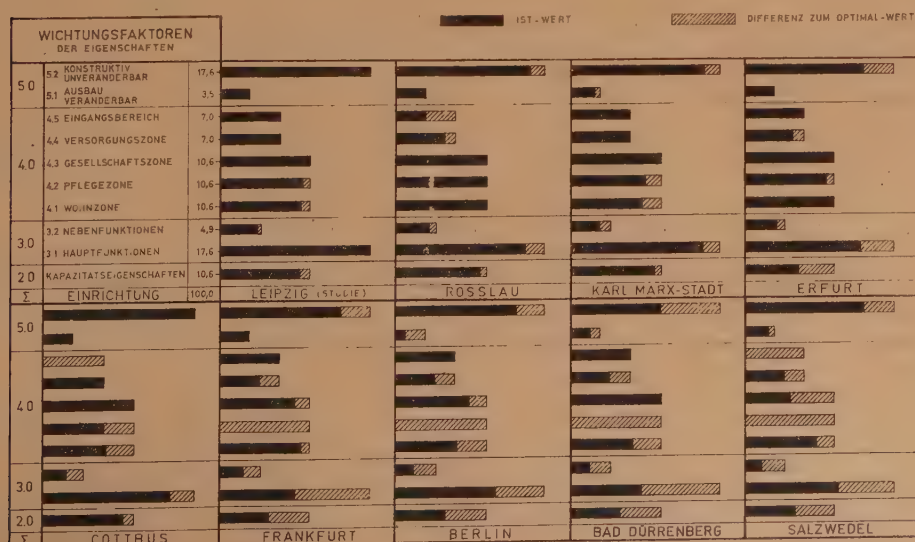 IST-WERT
DIFFERENZ ZUM OPTIMAL-WERT
WICHTUNGSFAKTOREN
DER EIGENSCHAFTEN
5.0
5.2 KONSTRUKTIV UNVERANDERBAR 17,6
5.1 AUSBAU VERANDERBAR 3,5
4.0
4.5 EINGANGSBEREICH 7,0
4.4 VERSORGUNGSZONE 7,0
4.3 GESELLSCHAFTSZONE 10,6
4.2 PFLEGEZONE 10,6
4.1 WOHNZONE 10,6
3.0
3.2 NEBENFUNKTIONEN 4,9
3.1 HAUPTFUNKTIONEN 17,6
2.0 KAPAZITATSEIGENSCHAFTEN 10,6
Σ EINRICHTUNG 100,0 LEIPZIG (STUDIE) ROSSLAU KARL MARX-STADT ERFURT
5.0
4.0
3.0
2.0
Σ COTTBUS FRANKFURT BERLIN BAD DÜRRENBERG SALZWEDEL